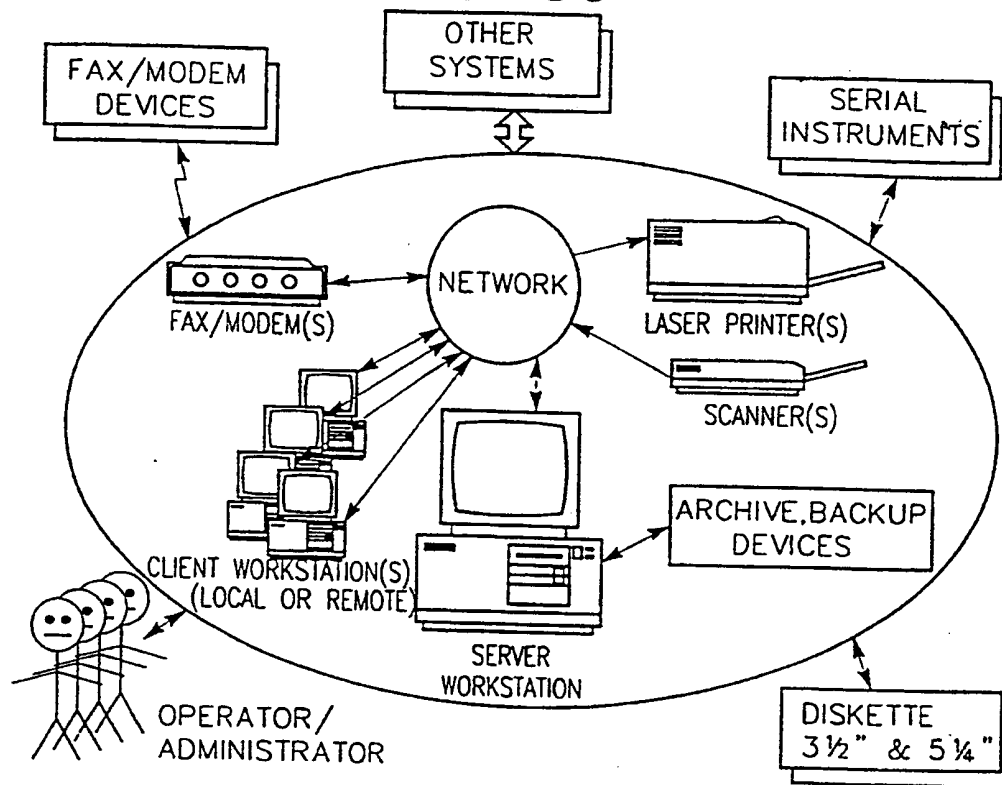 OTHER
SYSTEMS
FAX/MODEM
DEVICES
SERIAL
INSTRUMENTS
NETWORK
FAX/MODEM(S)
LASER PRINTER(S)
SCANNER(S)
ARCHIVE,BACKUP
DEVICES
CLIENT WORKSTATION(S)
(LOCAL OR REMOTE)
SERVER
WORKSTATION
OPERATOR/
ADMINISTRATOR
DISKETTE
3½" & 5¼"